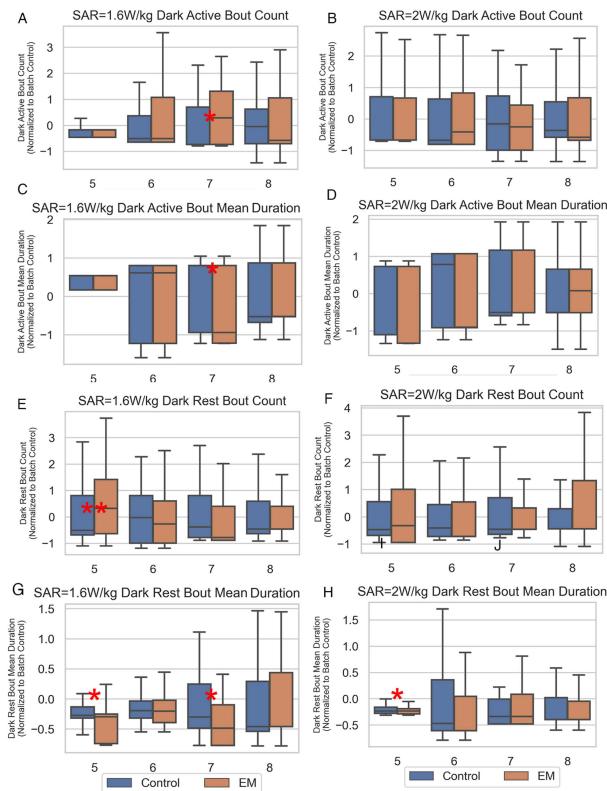 A
SAR=1.6W/kg Dark Active Bout Count
Dark Active Bout Count
(Normalized to Batch Control)
3
2
1
0
−1
5 6 7 8
*
B
SAR=2W/kg Dark Active Bout Count
Dark Active Bout Count
(Normalized to Batch Control)
3
2
1
0
−1
5 6 7 8
C
SAR=1.6W/kg Dark Active Bout Mean Duration
Dark Active Bout Mean Duration
(Normalized to Batch Control)
2
1
0
−1
5 6 7 8
*
D
SAR=2W/kg Dark Active Bout Mean Duration
Dark Active Bout Mean Duration
(Normalized to Batch Control)
2
1
0
−1
5 6 7 8
E
SAR=1.6W/kg Dark Rest Bout Count
Dark Rest Bout Count
(Normalized to Batch Control)
3
2
1
0
−1
5 6 7 8
**
F
SAR=2W/kg Dark Rest Bout Count
Dark Rest Bout Count
(Normalized to Batch Control)
4
3
2
1
0
−1
5 6 7 8
J
G
SAR=1.6W/kg Dark Rest Bout Mean Duration
Dark Rest Bout Mean Duration
(Normalized to Batch Control)
1.5
1.0
0.5
0.0
−0.5
5 6 7 8
* *
Control EM
H
SAR=2W/kg Dark Rest Bout Mean Duration
Dark Rest Bout Mean Duration
(Normalized to Batch Control)
1.5
1.0
0.5
0.0
−0.5
5 6 7 8
*
Control EM